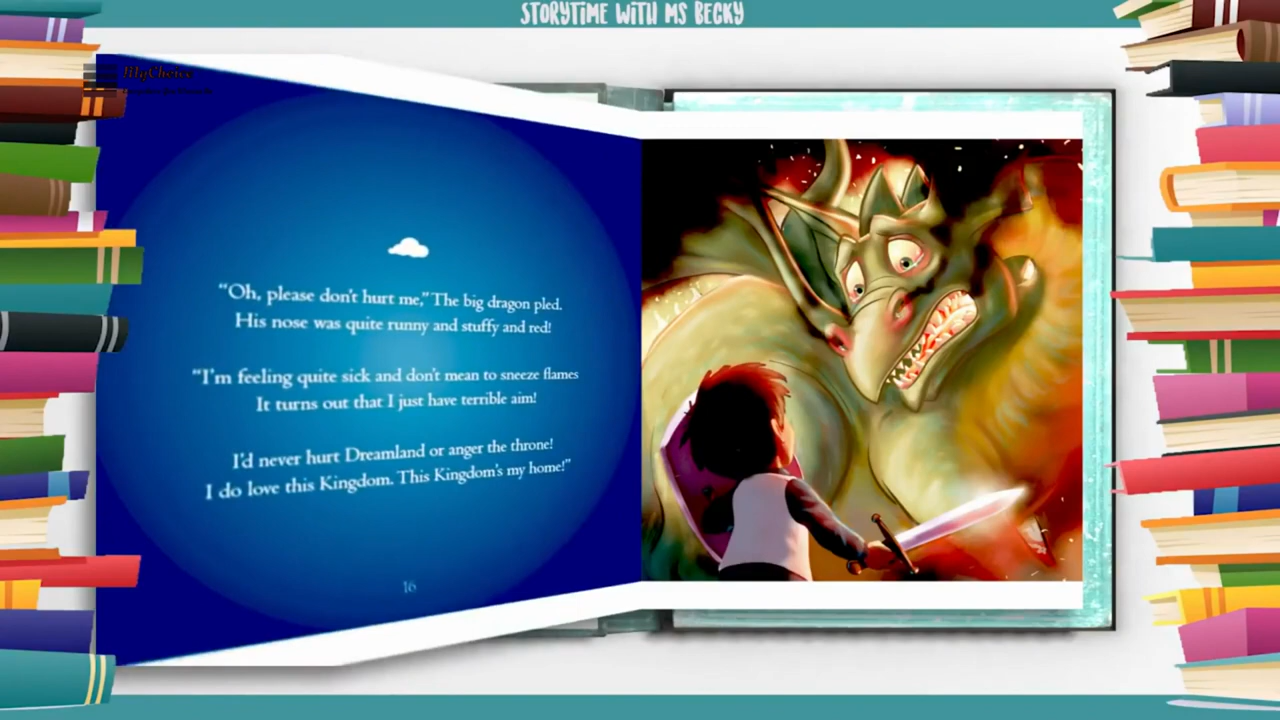 STORYTIME WITH MS BECKY
MyChoice
"Oh, please don't hurt me," The big dragon pled.
His nose was quite runny and stuffy and red!
"I'm feeling quite sick and don't mean to sneeze flames
It turns out that I just have terrible aim!
I'd never hurt Dreamland or anger the throne!
I do love this Kingdom. This Kingdom's my home!"
16